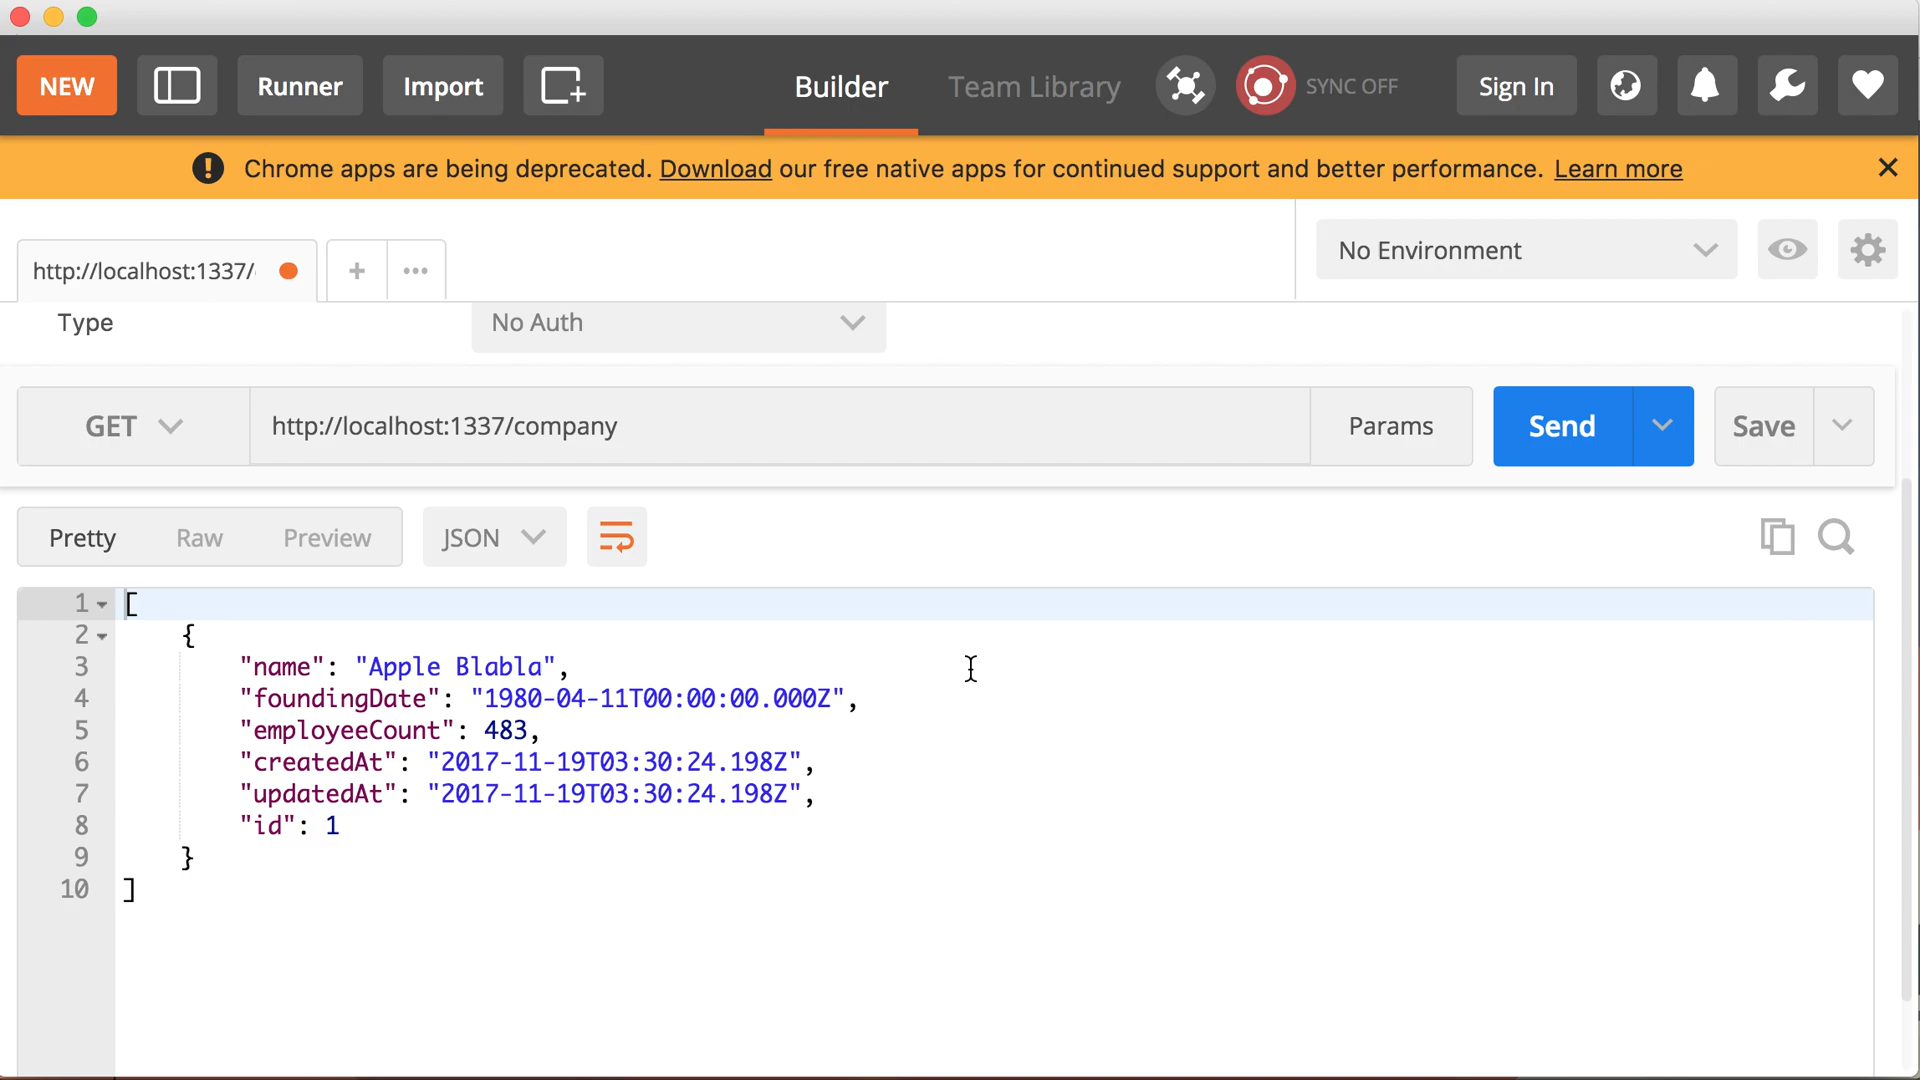 NEW Runner Import Builder Team Library SYNC OFF Sign In
Chrome apps are being deprecated. Download our free native apps for continued support and better performance. Learn more
http://localhost:1337/ + ••• No Environment
Type No Auth
GET http://localhost:1337/company Params Send Save
Pretty Raw Preview JSON
1 [
2 {
3 "name": "Apple Blabla",
4 "foundingDate": "1980-04-11T00:00:00.000Z",
5 "employeeCount": 483,
6 "createdAt": "2017-11-19T03:30:24.198Z",
7 "updatedAt": "2017-11-19T03:30:24.198Z",
8 "id": 1
9 }
10 ]